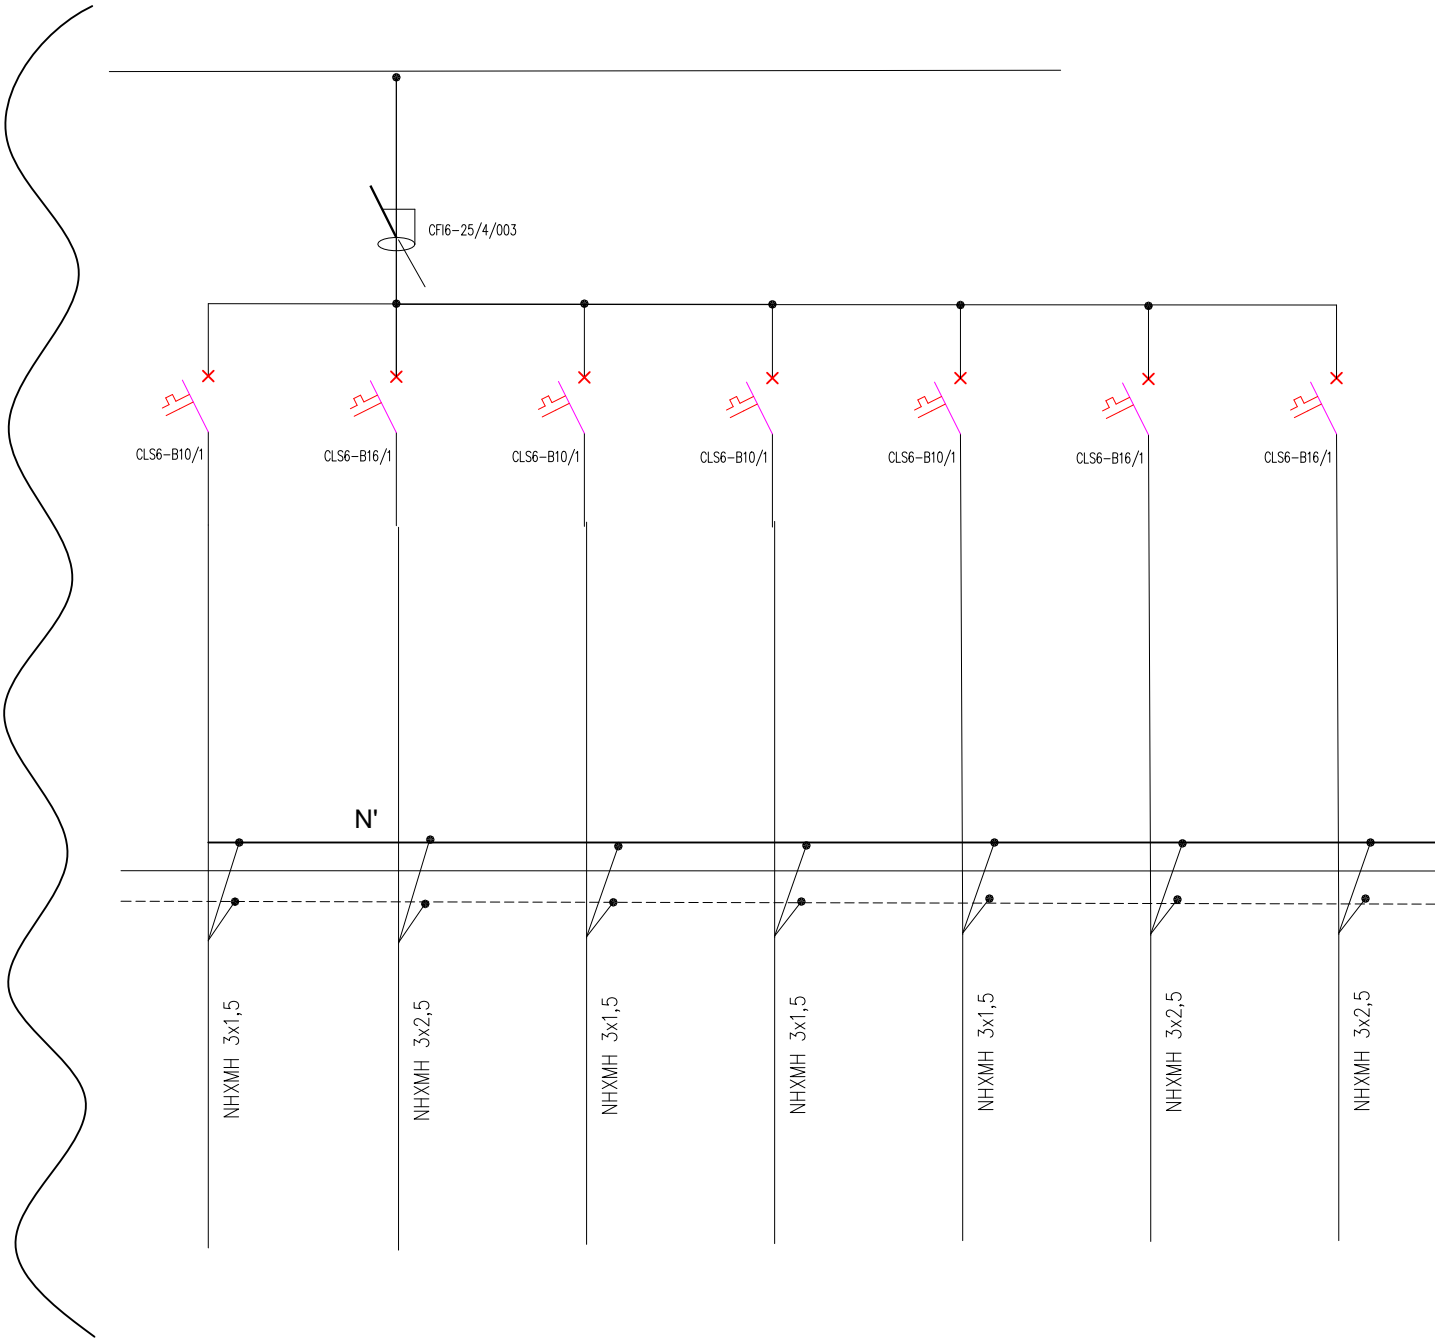 CFI6-25/4/003
CLS6-B10/1
CLS6-B16/1
CLS6-B10/1
CLS6-B10/1
CLS6-B10/1
CLS6-B16/1
CLS6-B16/1
N'
NHXMH 3x1,5
NHXMH 3x2,5
NHXMH 3x1,5
NHXMH 3x1,5
NHXMH 3x1,5
NHXMH 3x2,5
NHXMH 3x2,5